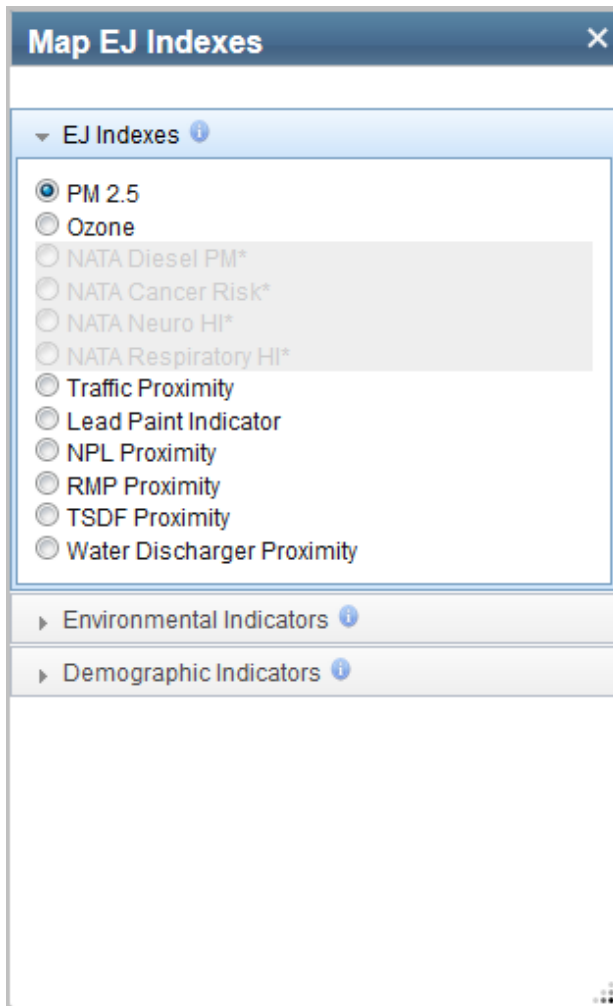 Map EJ Indexes
EJ Indexes
PM 2.5
Ozone
NATA Diesel PM*
NATA Cancer Risk*
NATA Neuro HI*
NATA Respiratory HI*
Traffic Proximity
Lead Paint Indicator
NPL Proximity
RMP Proximity
TSDF Proximity
Water Discharger Proximity
Environmental Indicators
Demographic Indicators